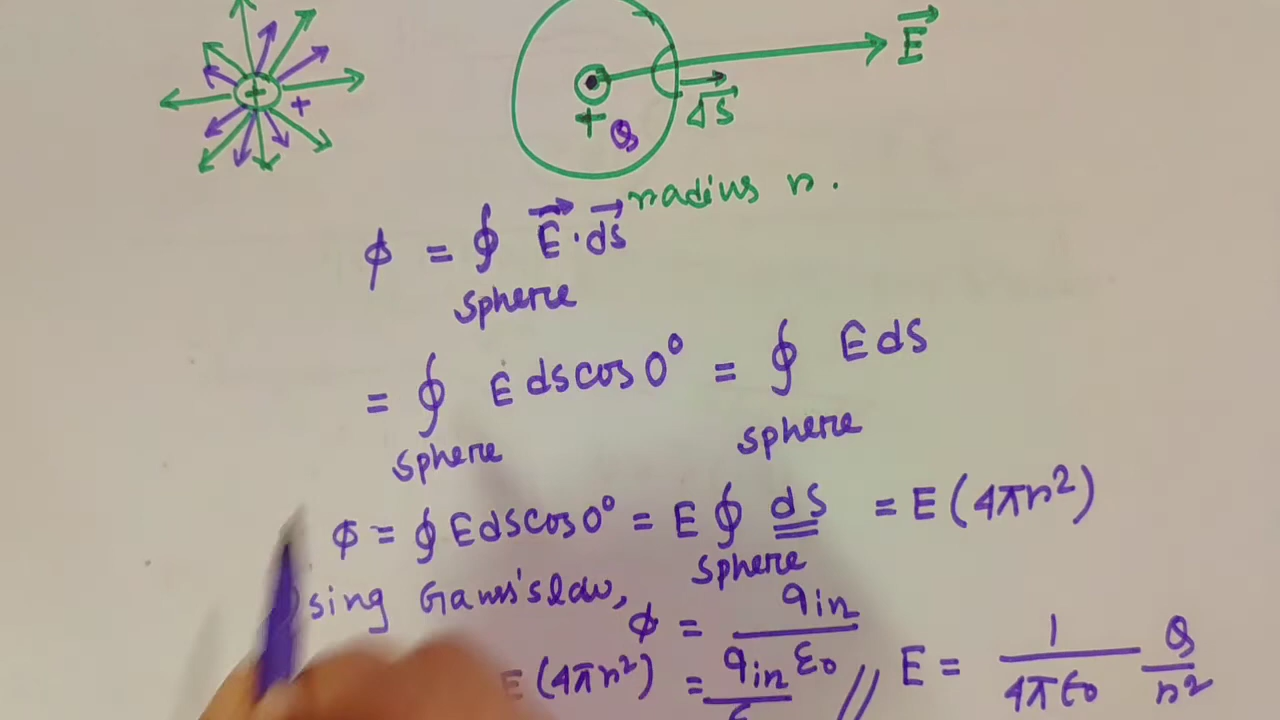 + +
E
dS
+ Q
radius r.
ϕ = ∮ E⃗ · ds⃗
sphere
= ∮ E ds cos 0° = ∮ E ds
sphere sphere
ϕ = ∮ E ds cos 0° = E ∮ ds = E (4πr²)
sphere
sing Gauss's law, ϕ = qin / ε₀
E (4πr²) = qin / // E = 1 / 4πε₀ Q / r²